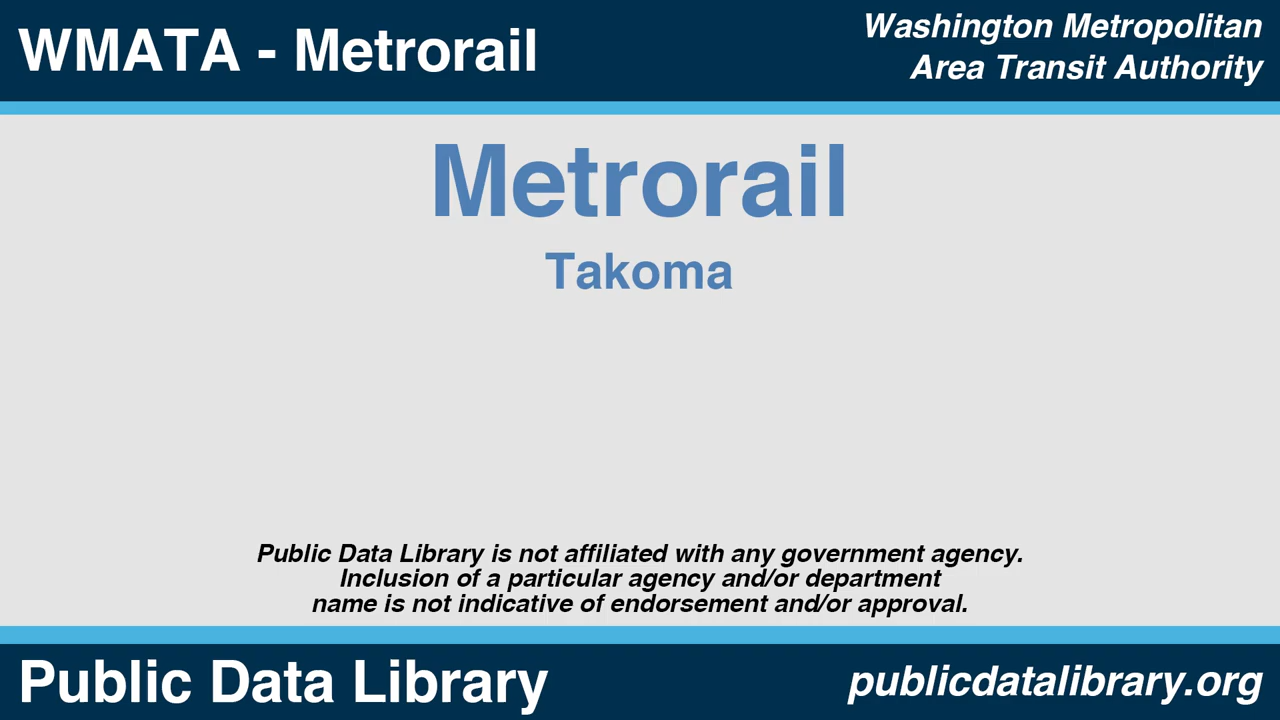 WMATA - Metrorail
Washington Metropolitan
Area Transit Authority
Metrorail
Takoma
Public Data Library is not affiliated with any government agency.
Inclusion of a particular agency and/or department
name is not indicative of endorsement and/or approval.
Public Data Library
publicdatalibrary.org